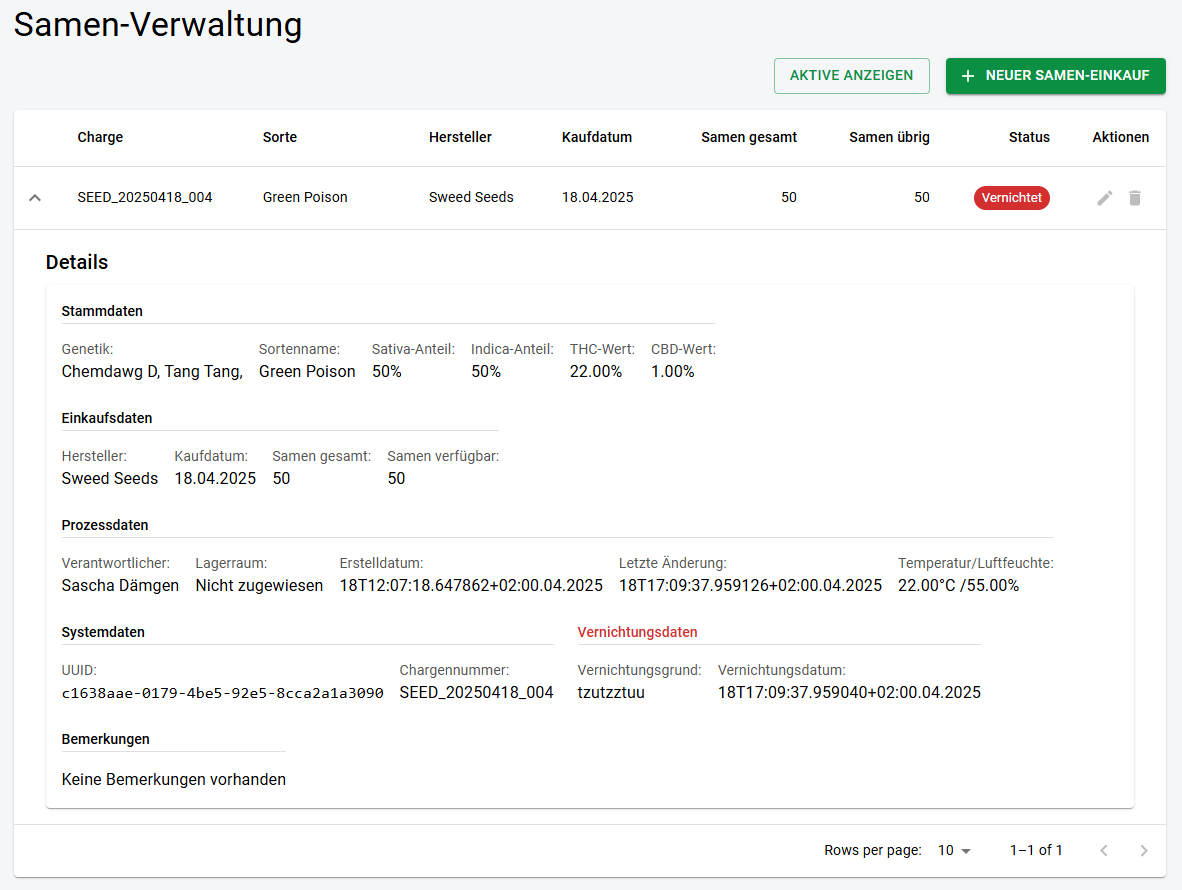 Samen-Verwaltung
AKTIVE ANZEIGEN + NEUER SAMEN-EINKAUF
Charge Sorte Hersteller Kaufdatum Samen gesamt Samen übrig Status Aktionen
SEED_20250418_004 Green Poison Sweed Seeds 18.04.2025 50 50 Vernichtet
Details
Stammdaten
Genetik: Sortenname: Sativa-Anteil: Indica-Anteil: THC-Wert: CBD-Wert:
Chemdawg D, Tang Tang, Green Poison 50% 50% 22.00% 1.00%
Einkaufsdaten
Hersteller: Kaufdatum: Samen gesamt: Samen verfügbar:
Sweed Seeds 18.04.2025 50 50
Prozessdaten
Verantwortlicher: Lagerraum: Erstelldatum: Letzte Änderung: Temperatur/Luftfeuchte:
Sascha Dämgen Nicht zugewiesen 18T12:07:18.647862+02:00.04.2025 18T17:09:37.959126+02:00.04.2025 22.00°C /55.00%
Systemdaten Vernichtungsdaten
UUID: Chargennummer: Vernichtungsgrund: Vernichtungsdatum:
c1638aae-0179-4be5-92e5-8cca2a1a3090 SEED_20250418_004 tzutzztuu 18T17:09:37.959040+02:00.04.2025
Bemerkungen
Keine Bemerkungen vorhanden
Rows per page: 10 1–1 of 1